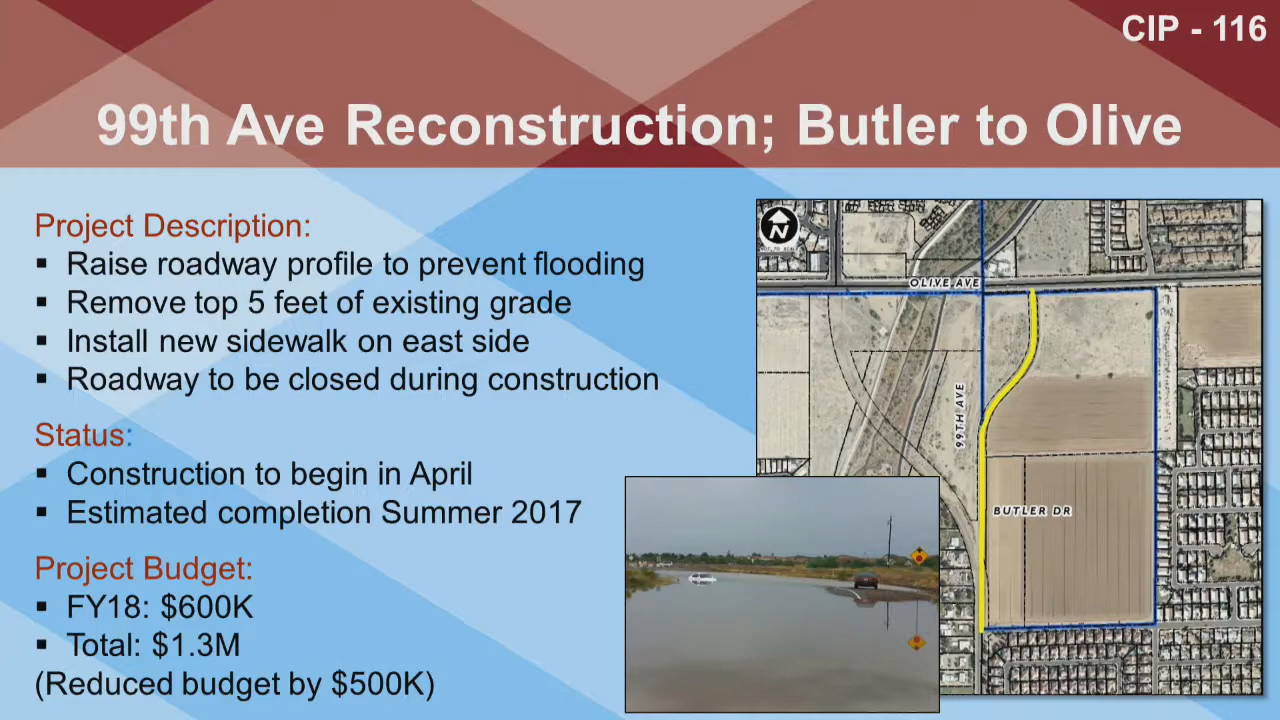 CIP - 116
99th Ave Reconstruction; Butler to Olive
Project Description:
▪ Raise roadway profile to prevent flooding
▪ Remove top 5 feet of existing grade
▪ Install new sidewalk on east side
▪ Roadway to be closed during construction
Status:
▪ Construction to begin in April
▪ Estimated completion Summer 2017
Project Budget:
▪ FY18: $600K
▪ Total: $1.3M
(Reduced budget by $500K)
N
NOT TO SCALE
OLIVE AVE
99TH AVE
BUTLER DR